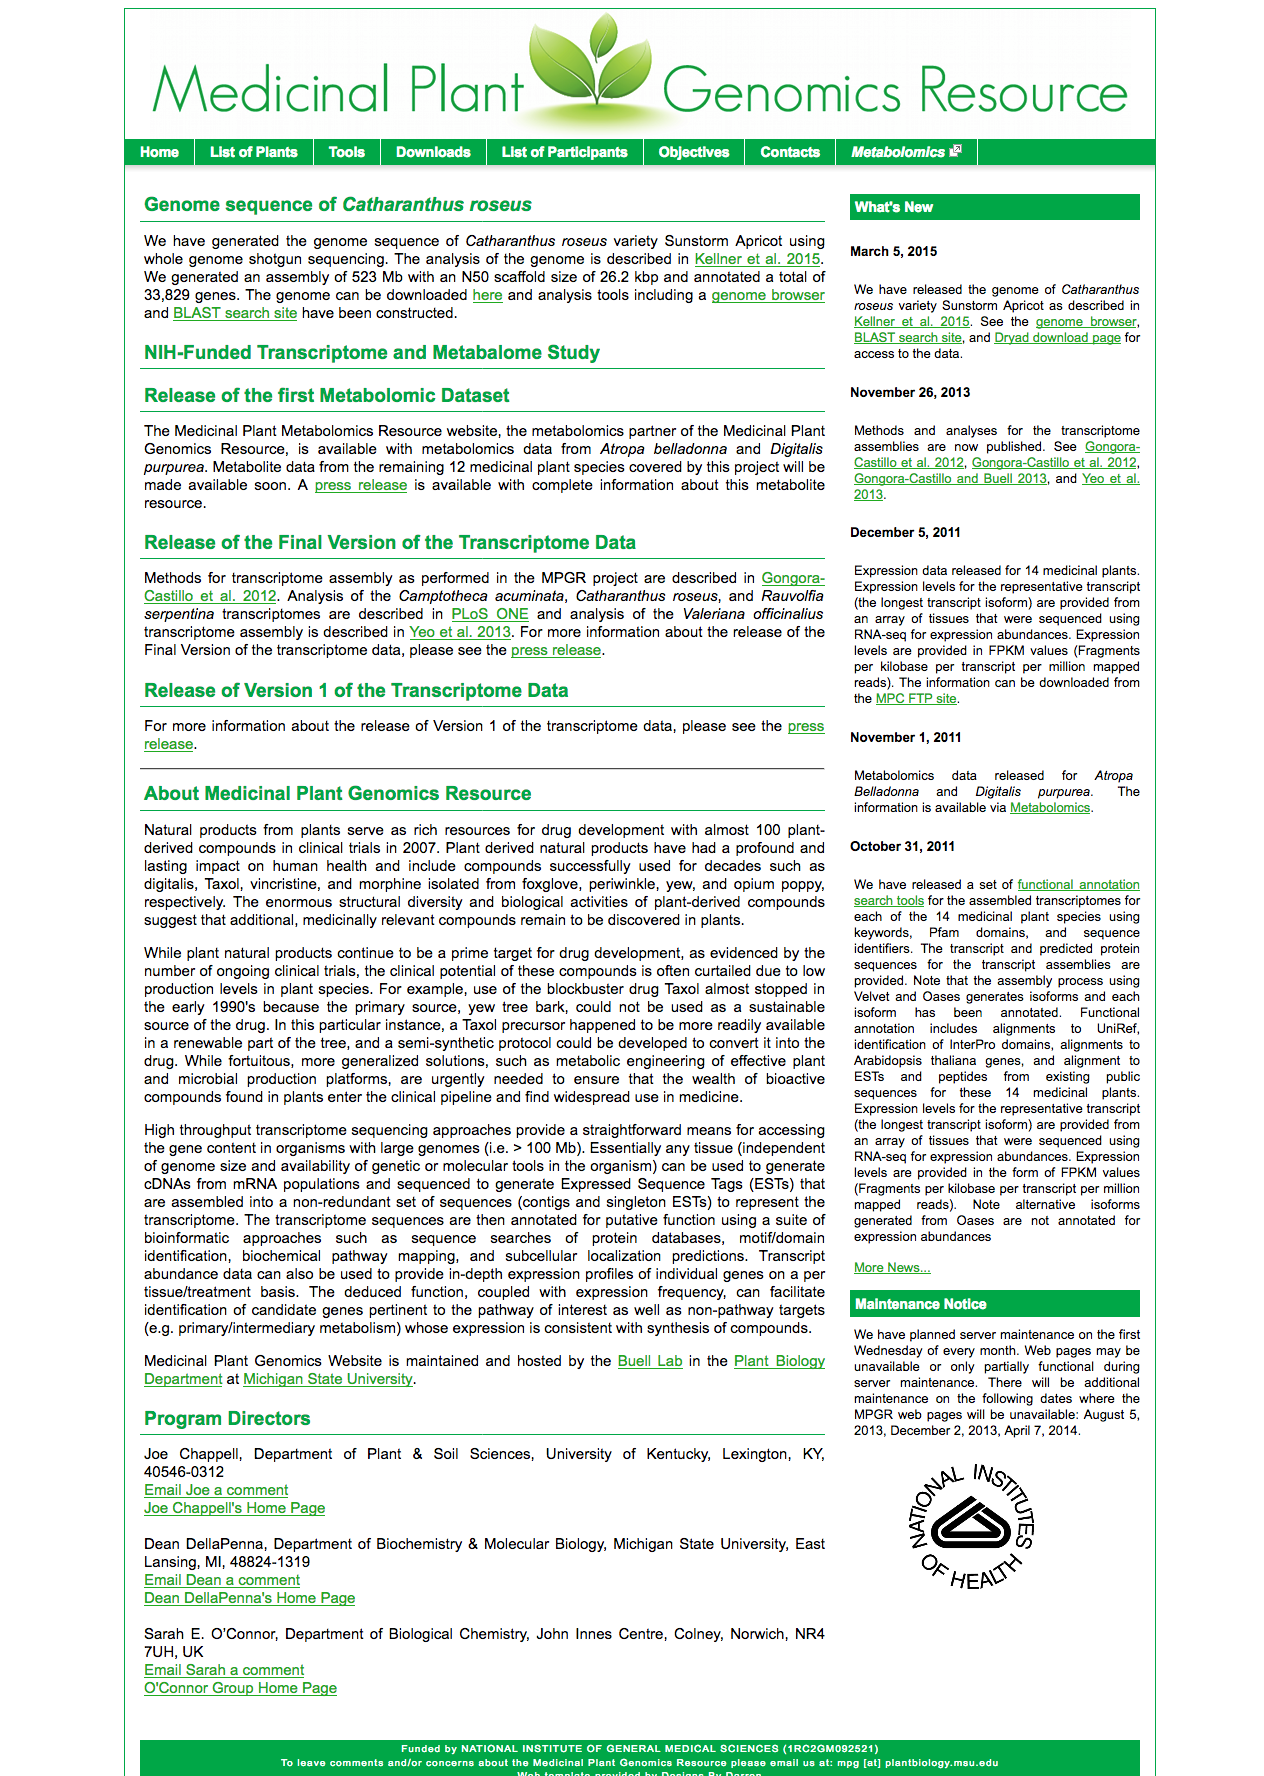 Medicinal Plant Genomics Resource
Home
List of Plants
Tools
Downloads
List of Participants
Objectives
Contacts
Metabolomics
Genome sequence of Catharanthus roseus
We have generated the genome sequence of Catharanthus roseus variety Sunstorm Apricot using
whole genome shotgun sequencing. The analysis of the genome is described in Kellner et al. 2015.
We generated an assembly of 523 Mb with an N50 scaffold size of 26.2 kbp and annotated a total of
33,829 genes. The genome can be downloaded here and analysis tools including a genome browser
and BLAST search site have been constructed.
NIH-Funded Transcriptome and Metabalome Study
Release of the first Metabolomic Dataset
The Medicinal Plant Metabolomics Resource website, the metabolomics partner of the Medicinal Plant
Genomics Resource, is available with metabolomics data from Atropa belladonna and Digitalis
purpurea. Metabolite data from the remaining 12 medicinal plant species covered by this project will be
made available soon. A press release is available with complete information about this metabolite
resource.
Release of the Final Version of the Transcriptome Data
Methods for transcriptome assembly as performed in the MPGR project are described in Gongora-
Castillo et al. 2012. Analysis of the Camptotheca acuminata, Catharanthus roseus, and Rauvolfia
serpentina transcriptomes are described in PLoS ONE and analysis of the Valeriana officinalius
transcriptome assembly is described in Yeo et al. 2013. For more information about the release of the
Final Version of the transcriptome data, please see the press release.
Release of Version 1 of the Transcriptome Data
For more information about the release of Version 1 of the transcriptome data, please see the press
release.
About Medicinal Plant Genomics Resource
Natural products from plants serve as rich resources for drug development with almost 100 plant-
derived compounds in clinical trials in 2007. Plant derived natural products have had a profound and
lasting impact on human health and include compounds successfully used for decades such as
digitalis, Taxol, vincristine, and morphine isolated from foxglove, periwinkle, yew, and opium poppy,
respectively. The enormous structural diversity and biological activities of plant-derived compounds
suggest that additional, medicinally relevant compounds remain to be discovered in plants.
While plant natural products continue to be a prime target for drug development, as evidenced by the
number of ongoing clinical trials, the clinical potential of these compounds is often curtailed due to low
production levels in plant species. For example, use of the blockbuster drug Taxol almost stopped in
the early 1990's because the primary source, yew tree bark, could not be used as a sustainable
source of the drug. In this particular instance, a Taxol precursor happened to be more readily available
in a renewable part of the tree, and a semi-synthetic protocol could be developed to convert it into the
drug. While fortuitous, more generalized solutions, such as metabolic engineering of effective plant
and microbial production platforms, are urgently needed to ensure that the wealth of bioactive
compounds found in plants enter the clinical pipeline and find widespread use in medicine.
High throughput transcriptome sequencing approaches provide a straightforward means for accessing
the gene content in organisms with large genomes (i.e. > 100 Mb). Essentially any tissue (independent
of genome size and availability of genetic or molecular tools in the organism) can be used to generate
cDNAs from mRNA populations and sequenced to generate Expressed Sequence Tags (ESTs) that
are assembled into a non-redundant set of sequences (contigs and singleton ESTs) to represent the
transcriptome. The transcriptome sequences are then annotated for putative function using a suite of
bioinformatic approaches such as sequence searches of protein databases, motif/domain
identification, biochemical pathway mapping, and subcellular localization predictions. Transcript
abundance data can also be used to provide in-depth expression profiles of individual genes on a per
tissue/treatment basis. The deduced function, coupled with expression frequency, can facilitate
identification of candidate genes pertinent to the pathway of interest as well as non-pathway targets
(e.g. primary/intermediary metabolism) whose expression is consistent with synthesis of compounds.
Medicinal Plant Genomics Website is maintained and hosted by the Buell Lab in the Plant Biology
Department at Michigan State University.
Program Directors
Joe Chappell, Department of Plant & Soil Sciences, University of Kentucky, Lexington, KY,
40546-0312
Email Joe a comment
Joe Chappell's Home Page
Dean DellaPenna, Department of Biochemistry & Molecular Biology, Michigan State University, East
Lansing, MI, 48824-1319
Email Dean a comment
Dean DellaPenna's Home Page
Sarah E. O'Connor, Department of Biological Chemistry, John Innes Centre, Colney, Norwich, NR4
7UH, UK
Email Sarah a comment
O'Connor Group Home Page
What's New
March 5, 2015
We have released the genome of Catharanthus
roseus variety Sunstorm Apricot as described in
Kellner et al. 2015. See the genome browser,
BLAST search site, and Dryad download page for
access to the data.
November 26, 2013
Methods and analyses for the transcriptome
assemblies are now published. See Gongora-
Castillo et al. 2012, Gongora-Castillo et al. 2012,
Gongora-Castillo and Buell 2013, and Yeo et al.
2013.
December 5, 2011
Expression data released for 14 medicinal plants.
Expression levels for the representative transcript
(the longest transcript isoform) are provided from
an array of tissues that were sequenced using
RNA-seq for expression abundances. Expression
levels are provided in FPKM values (Fragments
per kilobase per transcript per million mapped
reads). The information can be downloaded from
the MPC FTP site.
November 1, 2011
Metabolomics data released for Atropa
Belladonna and Digitalis purpurea. The
information is available via Metabolomics.
October 31, 2011
We have released a set of functional annotation
search tools for the assembled transcriptomes for
each of the 14 medicinal plant species using
keywords, Pfam domains, and sequence
identifiers. The transcript and predicted protein
sequences for the transcript assemblies are
provided. Note that the assembly process using
Velvet and Oases generates isoforms and each
isoform has been annotated. Functional
annotation includes alignments to UniRef,
identification of InterPro domains, alignments to
Arabidopsis thaliana genes, and alignment to
ESTs and peptides from existing public
sequences for these 14 medicinal plants.
Expression levels for the representative transcript
(the longest transcript isoform) are provided from
an array of tissues that were sequenced using
RNA-seq for expression abundances. Expression
levels are provided in the form of FPKM values
(Fragments per kilobase per transcript per million
mapped reads). Note alternative isoforms
generated from Oases are not annotated for
expression abundances
More News...
Maintenance Notice
We have planned server maintenance on the first
Wednesday of every month. Web pages may be
unavailable or only partially functional during
server maintenance. There will be additional
maintenance on the following dates where the
MPGR web pages will be unavailable: August 5,
2013, December 2, 2013, April 7, 2014.
NATIONAL INSTITUTES
OF HEALTH
Funded by NATIONAL INSTITUTE OF GENERAL MEDICAL SCIENCES (1RC2GM092521)
To leave comments and/or concerns about the Medicinal Plant Genomics Resource please email us at: mpg [at] plantbiology.msu.edu
Web template provided by Designs By Darren